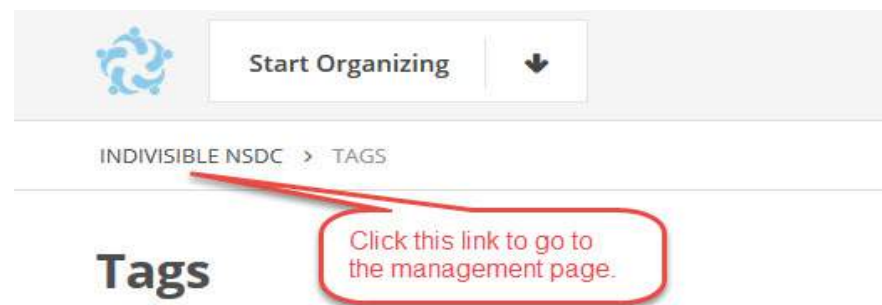 Start Organizing
INDIVISIBLE NSDC > TAGS
Click this link to go to
the management page.
Tags